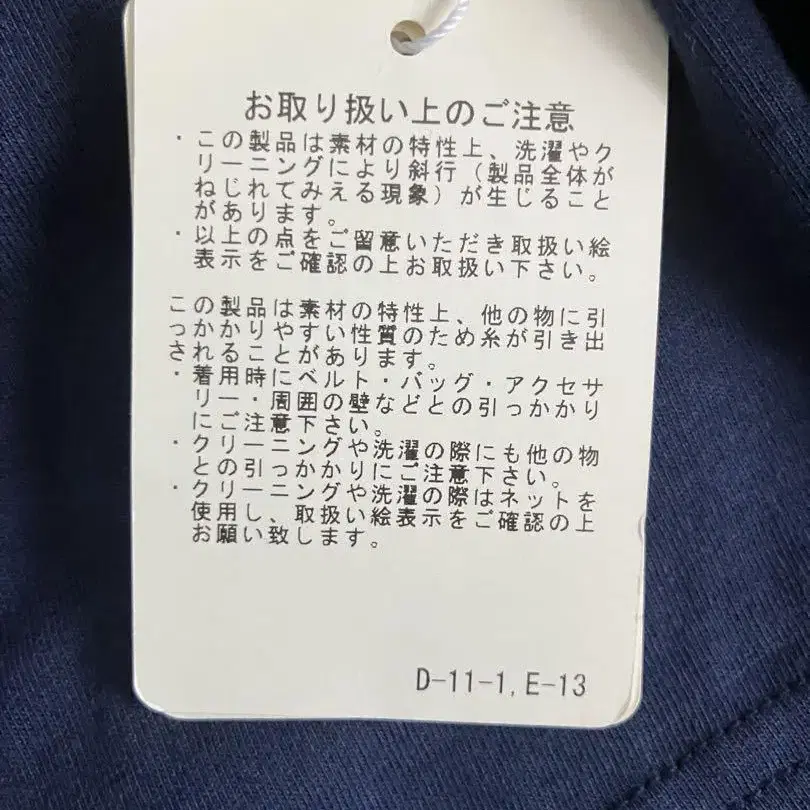 お取り扱い上のご注意
・この製品は素材の特性上、洗濯やク
リーニングにより斜行（製品全体が
ねじれてみえる現象）が生じること
があります。
・以上の点をご留意いただき取扱い絵
表示をご確認の上お取扱い下さい。
この製品は素材の特性上、他の物に引
っかかりやすい性質のため糸が引き出
されることがあります。
・着用時にベルト・バッグ・アクセサ
リー・周囲の壁などとの引っかかり
にご注意下さい。
・クリーニングや洗濯の際にも他の物
との引っかかりにご注意下さい。
・クリーニングや洗濯の際はネットを
使用し、取扱い絵表示をご確認の上
お願い致します。
D-11-1,E-13